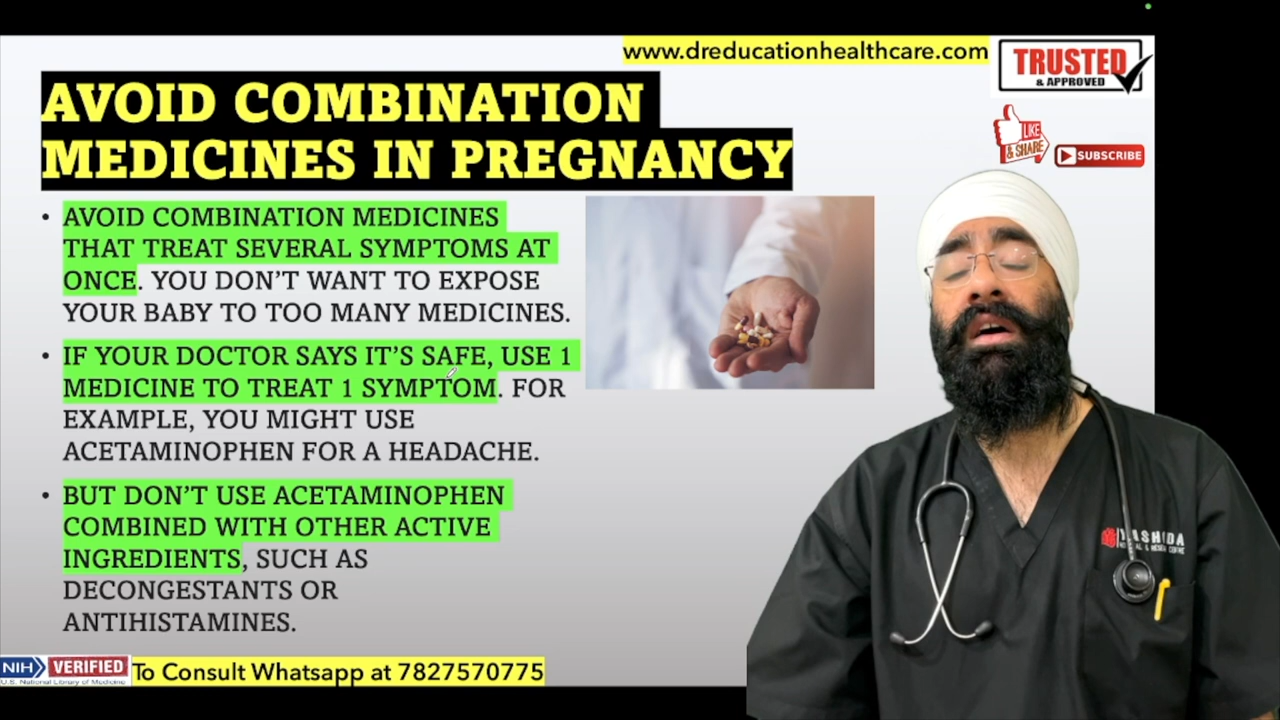 www.dreducationhealthcare.com
TRUSTED
& APPROVED
LIKE
& SHARE
SUBSCRIBE
AVOID COMBINATION
MEDICINES IN PREGNANCY
• AVOID COMBINATION MEDICINES
THAT TREAT SEVERAL SYMPTOMS AT
ONCE. YOU DON'T WANT TO EXPOSE
YOUR BABY TO TOO MANY MEDICINES.
• IF YOUR DOCTOR SAYS IT'S SAFE, USE 1
MEDICINE TO TREAT 1 SYMPTOM. FOR
EXAMPLE, YOU MIGHT USE
ACETAMINOPHEN FOR A HEADACHE.
• BUT DON'T USE ACETAMINOPHEN
COMBINED WITH OTHER ACTIVE
INGREDIENTS, SUCH AS
DECONGESTANTS OR
ANTIHISTAMINES.
NIH VERIFIED
U.S. National Library of Medicine
To Consult Whatsapp at 7827570775